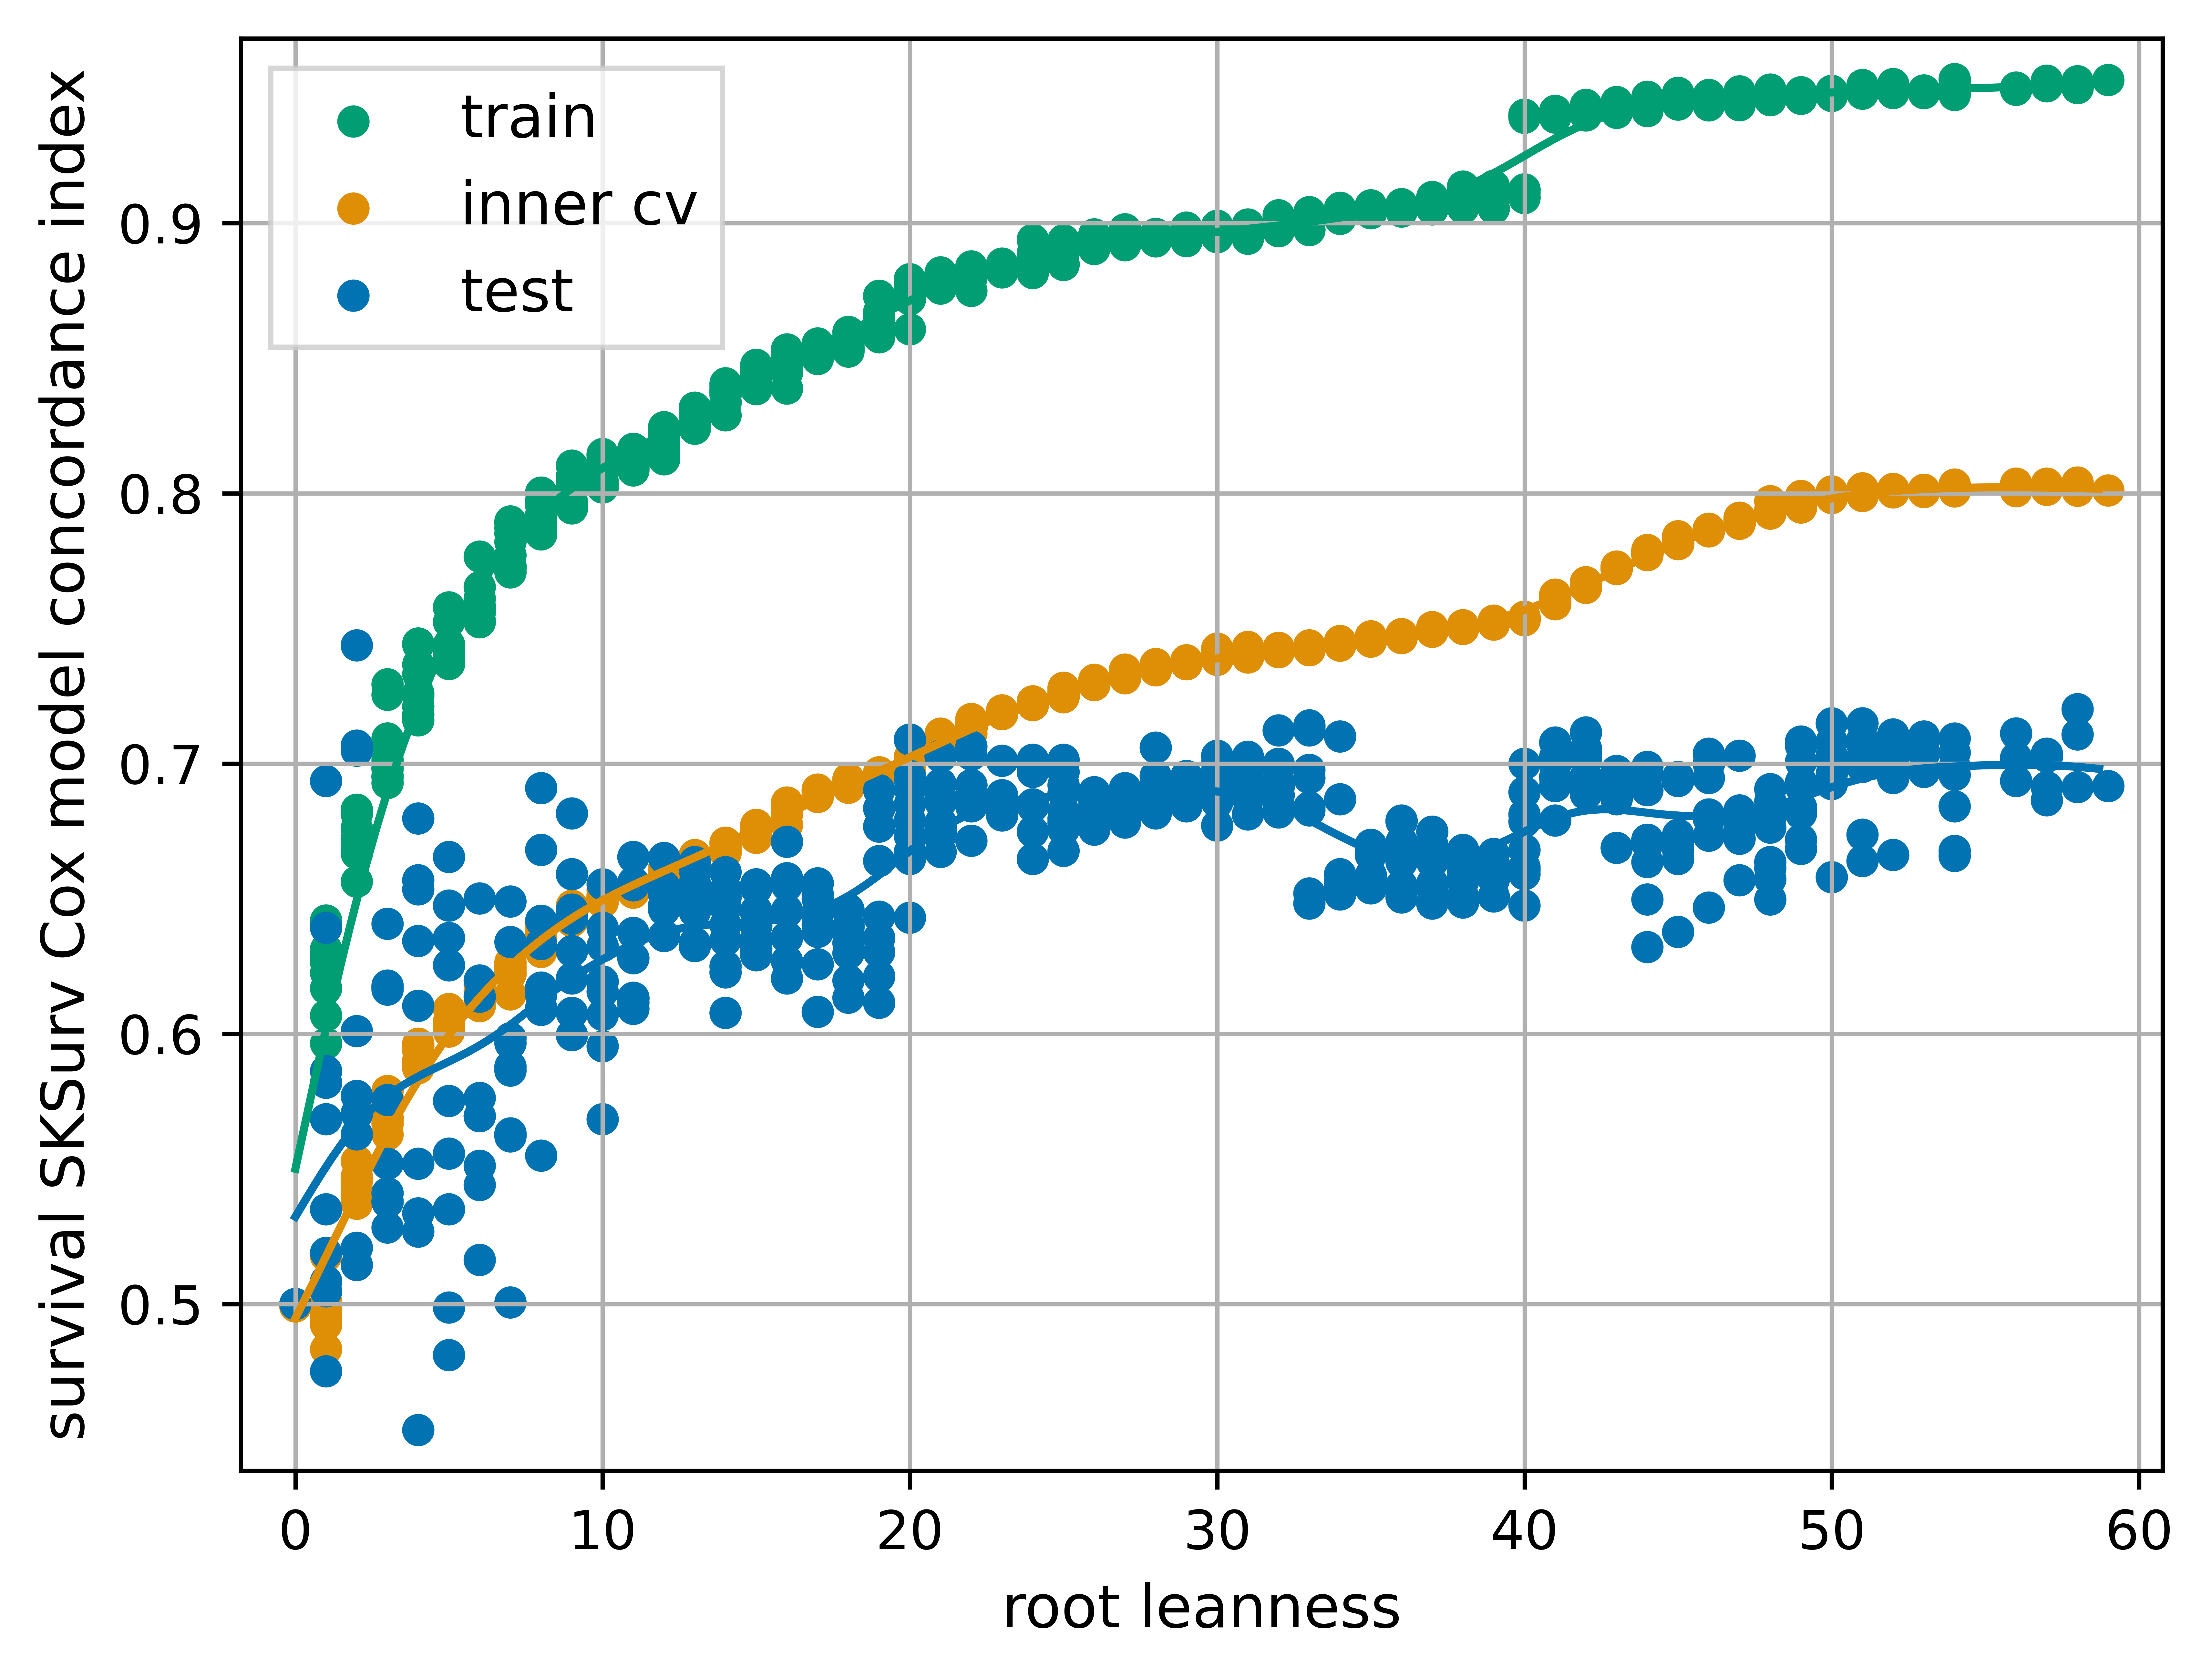 survival SKSurv Cox model concordance index
train
inner cv
test
0.9
0.8
0.7
0.6
0.5
0 10 20 30 40 50 60
root leanness